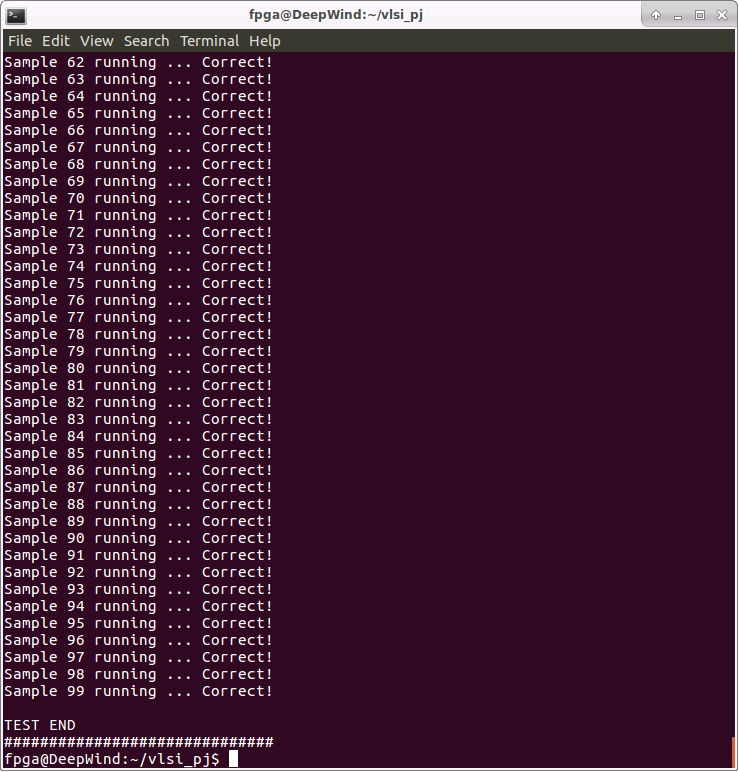 fpga@DeepWind:~/vlsi_pj
File Edit View Search Terminal Help
Sample 62 running ... Correct!
Sample 63 running ... Correct!
Sample 64 running ... Correct!
Sample 65 running ... Correct!
Sample 66 running ... Correct!
Sample 67 running ... Correct!
Sample 68 running ... Correct!
Sample 69 running ... Correct!
Sample 70 running ... Correct!
Sample 71 running ... Correct!
Sample 72 running ... Correct!
Sample 73 running ... Correct!
Sample 74 running ... Correct!
Sample 75 running ... Correct!
Sample 76 running ... Correct!
Sample 77 running ... Correct!
Sample 78 running ... Correct!
Sample 79 running ... Correct!
Sample 80 running ... Correct!
Sample 81 running ... Correct!
Sample 82 running ... Correct!
Sample 83 running ... Correct!
Sample 84 running ... Correct!
Sample 85 running ... Correct!
Sample 86 running ... Correct!
Sample 87 running ... Correct!
Sample 88 running ... Correct!
Sample 89 running ... Correct!
Sample 90 running ... Correct!
Sample 91 running ... Correct!
Sample 92 running ... Correct!
Sample 93 running ... Correct!
Sample 94 running ... Correct!
Sample 95 running ... Correct!
Sample 96 running ... Correct!
Sample 97 running ... Correct!
Sample 98 running ... Correct!
Sample 99 running ... Correct!
TEST END
##############################
fpga@DeepWind:~/vlsi_pj$